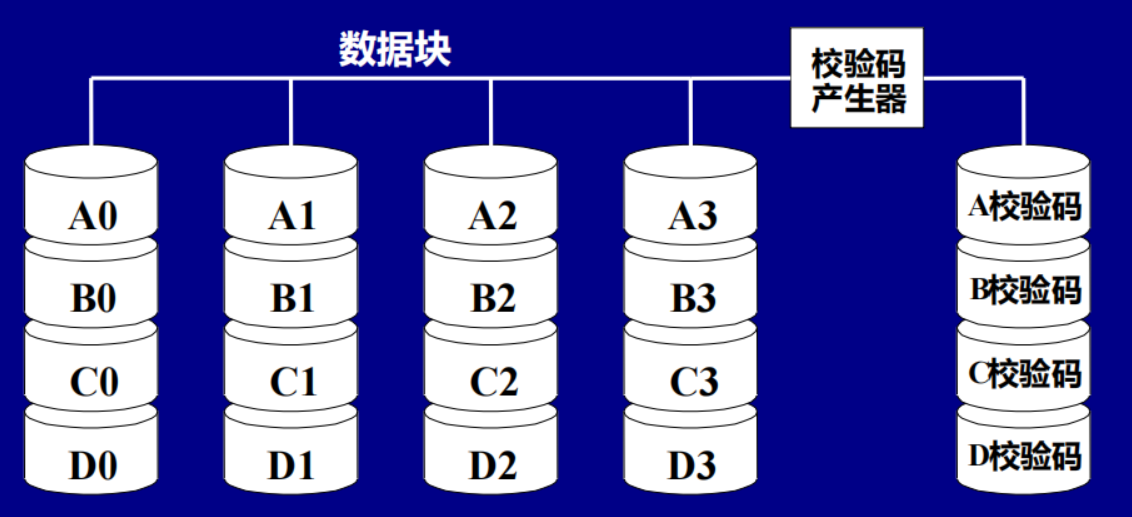 数据块
校验码
产生器
A0 A1 A2 A3 A校验码
B0 B1 B2 B3 B校验码
C0 C1 C2 C3 C校验码
D0 D1 D2 D3 D校验码